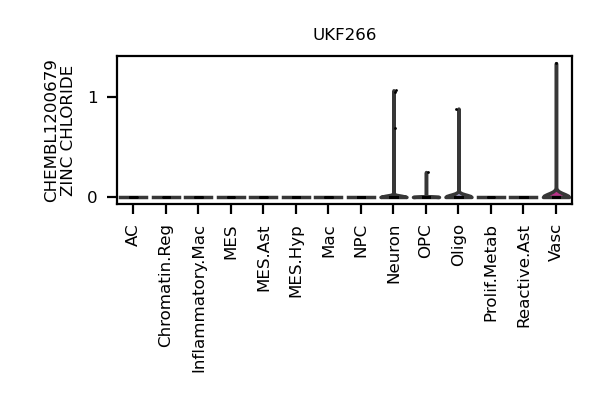 UKF266
CHEMBL1200679
ZINC CHLORIDE
1
0
AC
Chromatin.Reg
Inflammatory.Mac
MES
MES.Ast
MES.Hyp
Mac
NPC
Neuron
OPC
Oligo
Prolif.Metab
Reactive.Ast
Vasc